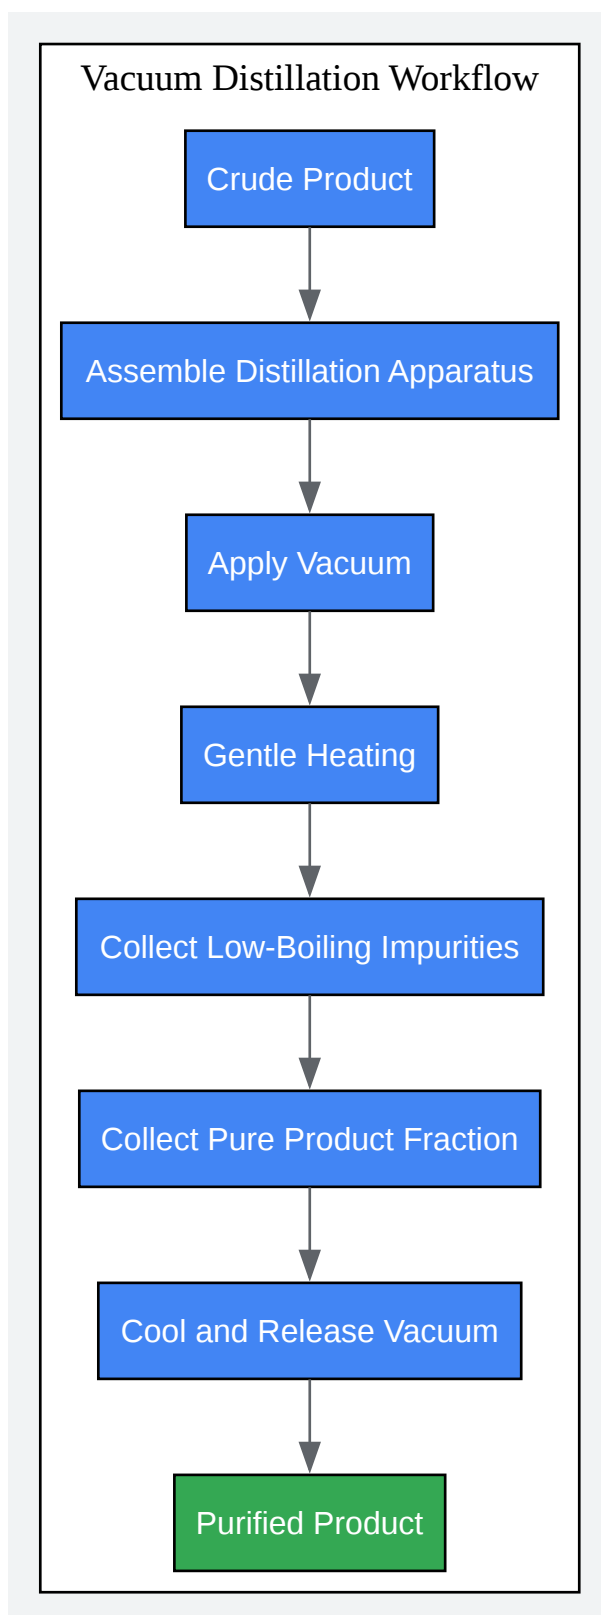 Vacuum Distillation Workflow
Crude Product
Assemble Distillation Apparatus
Apply Vacuum
Gentle Heating
Collect Low-Boiling Impurities
Collect Pure Product Fraction
Cool and Release Vacuum
Purified Product